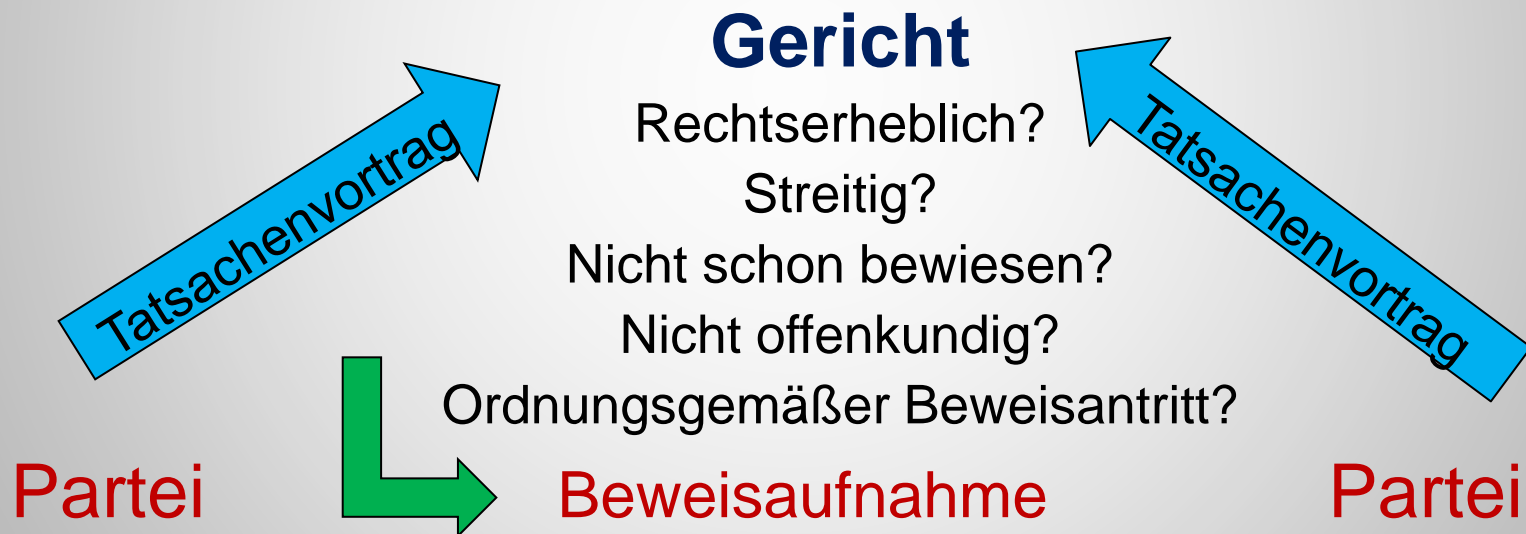 Gericht
Tatsachenvortrag
Tatsachenvortrag
Rechtserheblich?
Streitig?
Nicht schon bewiesen?
Nicht offenkundig?
Ordnungsgemäßer Beweisantritt?
Partei
Beweisaufnahme
Partei